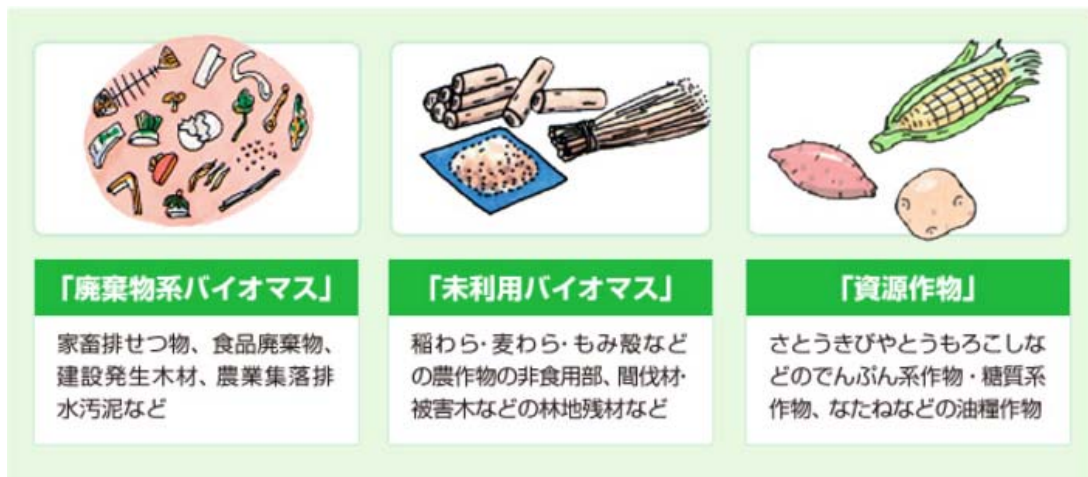 「廃棄物系バイオマス」
家畜排せつ物、食品廃棄物、
建設発生木材、農業集落排
水汚泥など
「未利用バイオマス」
稲わら・麦わら・もみ殻など
の農作物の非食用部、間伐材・
被害木などの林地残材など
「資源作物」
さとうきびやとうもろこしな
どのでんぷん系作物・糖質系
作物、なたねなどの油糧作物